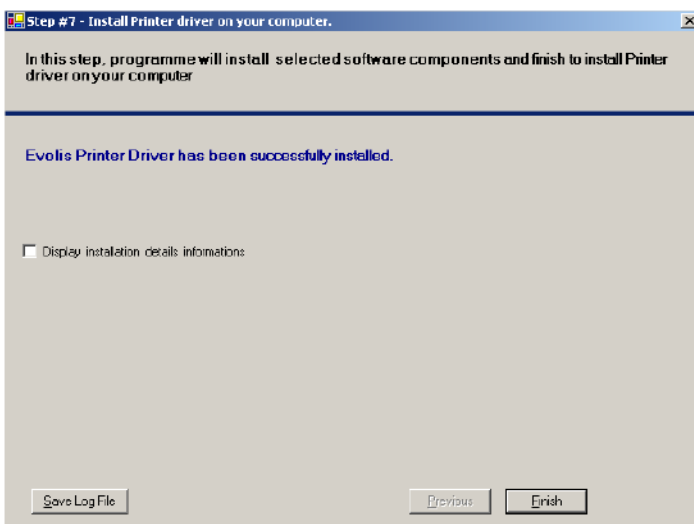 Step #7 - Install Printer driver on your computer.
In this step, programme will install selected software components and finish to install Printer
driver on your computer
Evolis Printer Driver has been successfully installed.
Display installation details informations
Save Log File
Previous
Finish